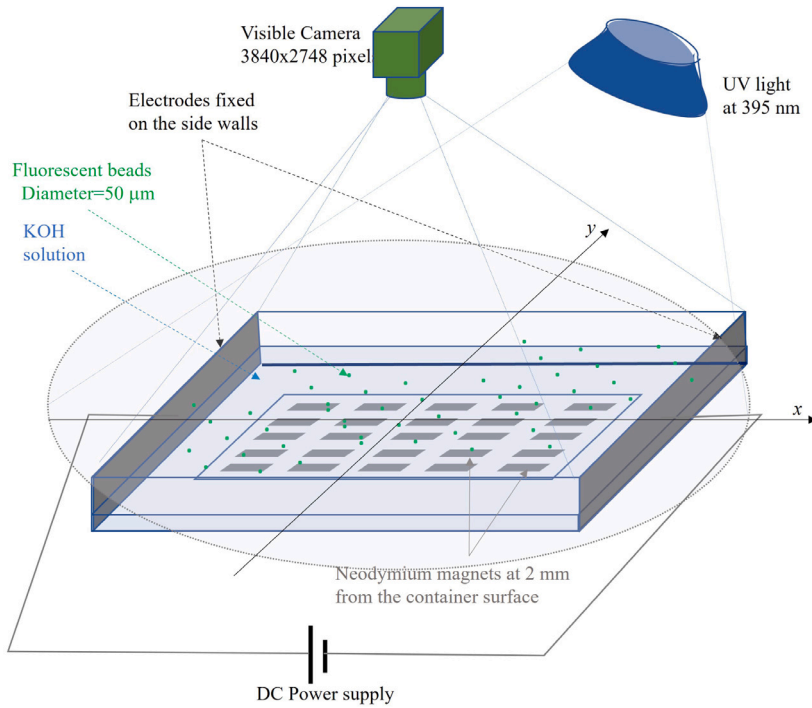 Visible Camera
3840x2748 pixels
UV light
at 395 nm
Electrodes fixed
on the side walls
Fluorescent beads
Diameter=50 µm
KOH
solution
y
x
Neodymium magnets at 2 mm
from the container surface
DC Power supply